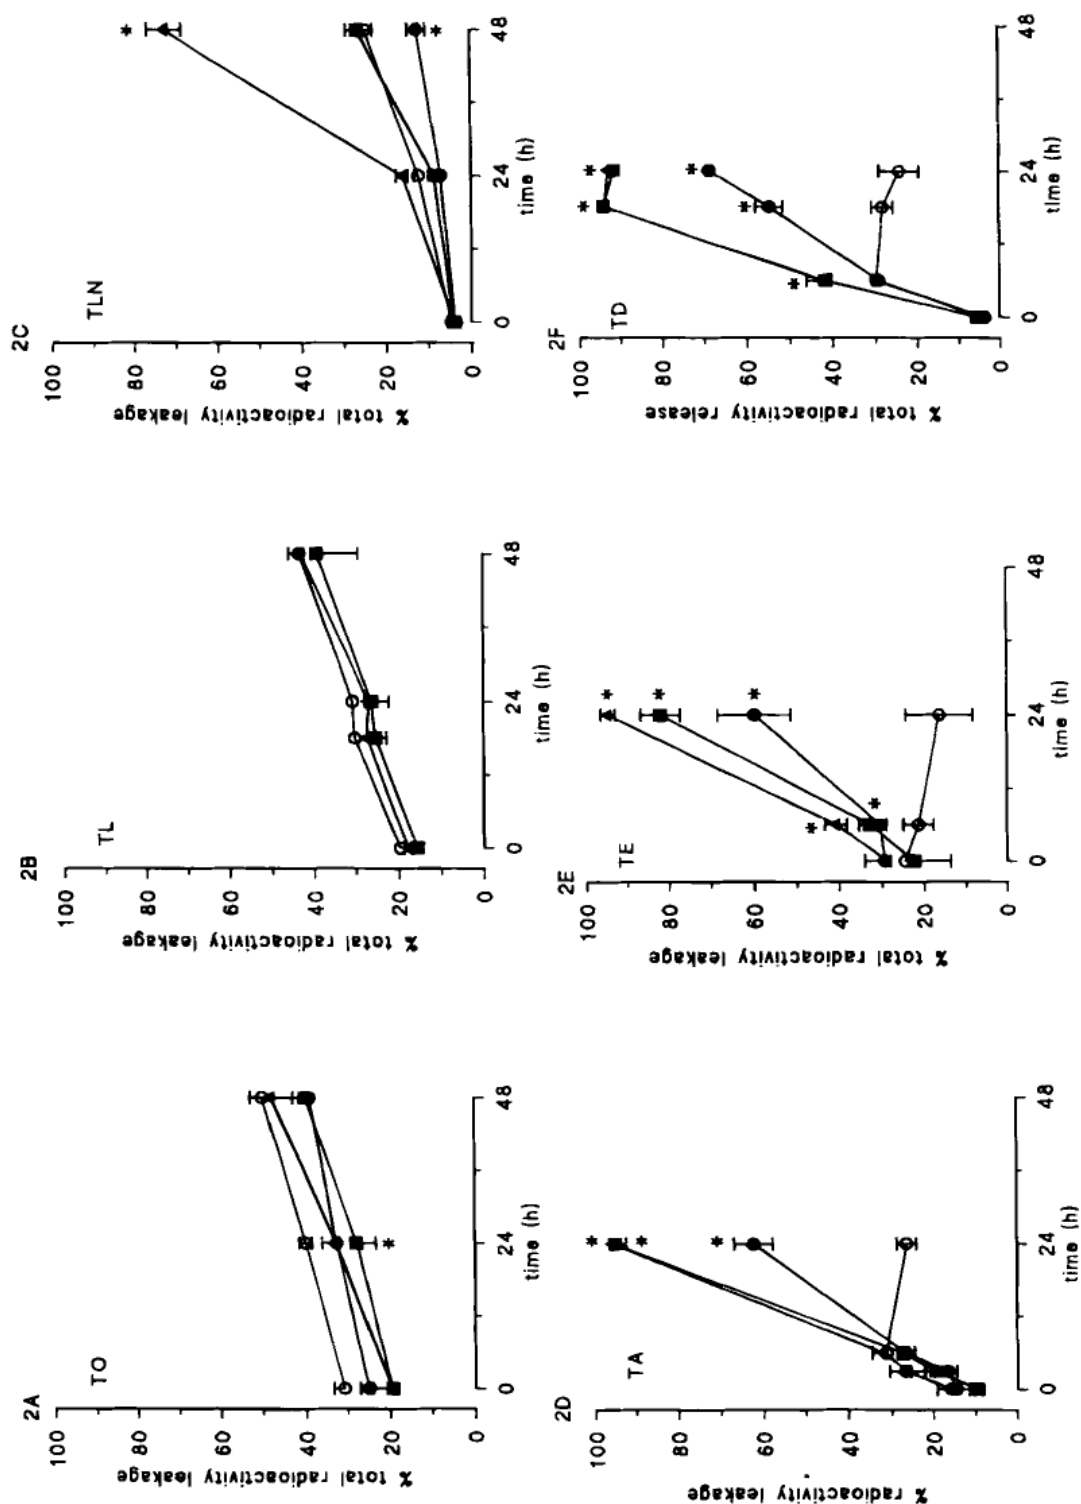 2A
TO
100
80
60
40
20
0
% total radioactivity leakage
*
0
24
48
time (h)
2B
TL
100
80
60
40
20
0
% total radioactivity leakage
0
24
48
time (h)
2C
TLN
100
80
60
40
20
0
% total radioactivity leakage
*
*
0
24
48
time (h)
2D
TA
100
80
60
40
20
0
% total radioactivity leakage
*
*
*
0
24
48
time (h)
2E
TE
100
80
60
40
20
0
% total radioactivity leakage
*
*
*
*
*
0
24
48
time (h)
2F
TD
100
80
60
40
20
0
% total radioactivity release
*
*
*
*
*
0
24
48
time (h)